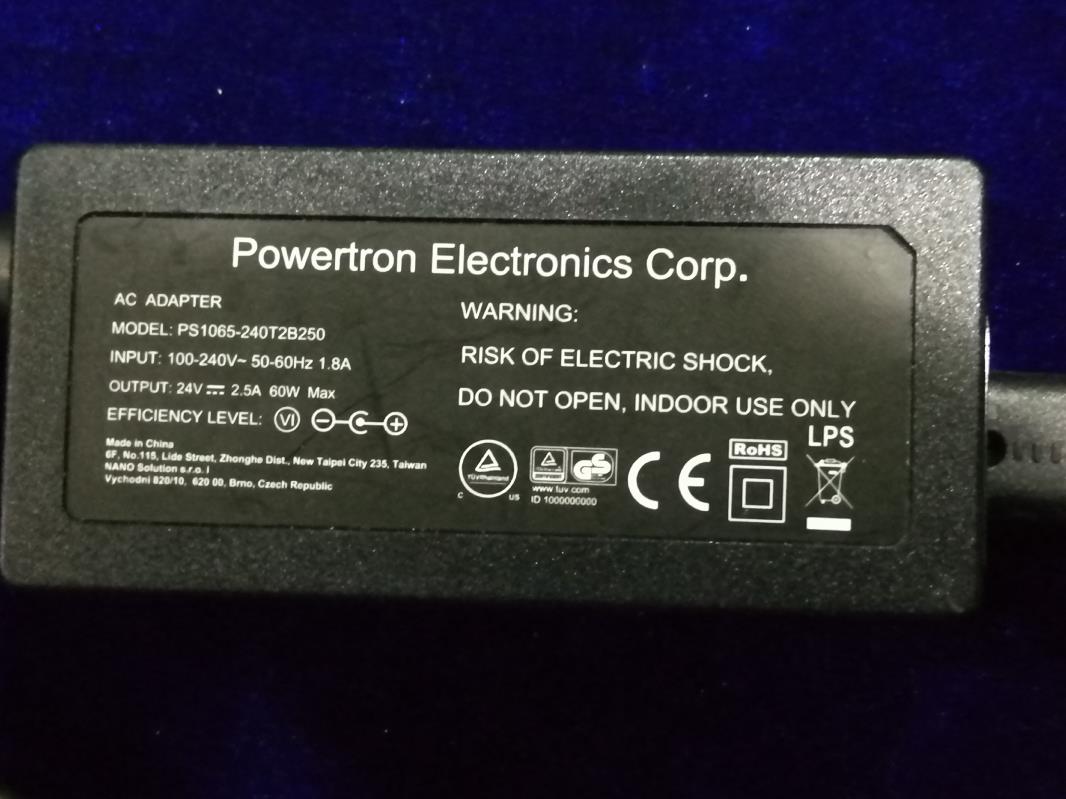 Powertron Electronics Corp.
AC ADAPTER
MODEL: PS1065-240T2B250
INPUT: 100-240V~ 50-60Hz 1.8A
OUTPUT: 24V⎓ 2.5A 60W Max
EFFICIENCY LEVEL: VI
Made in China
6F, No.115, Lide Street, Zhonghe Dist., New Taipei City 235, Taiwan
NANO Solution s.r.o. I
Vychodni 820/10, 620 00, Brno, Czech Republic
WARNING:
RISK OF ELECTRIC SHOCK,
DO NOT OPEN, INDOOR USE ONLY
TÜVRheinland
C US
GS
www.tuv.com
ID 1000000000
CE
RoHS
LPS